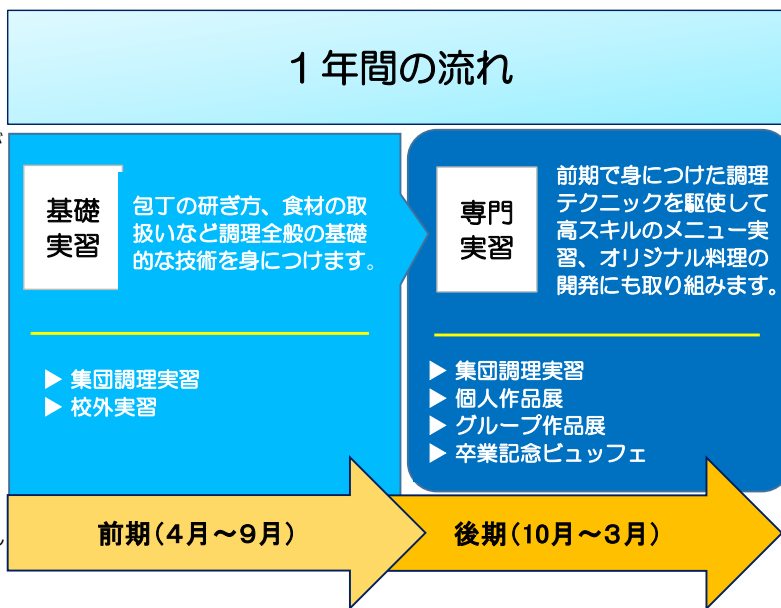 1年間の流れ
基礎
実習
包丁の研ぎ方、食材の取
扱いなど調理全般の基礎
的な技術を身につけます。
▶ 集団調理実習
▶ 校外実習
専門
実習
前期で身につけた調理
テクニックを駆使して
高スキルのメニュー実
習、オリジナル料理の
開発にも取り組みます。
▶ 集団調理実習
▶ 個人作品展
▶ グループ作品展
▶ 卒業記念ビュッフェ
前期(4月～9月)
後期(10月～3月)